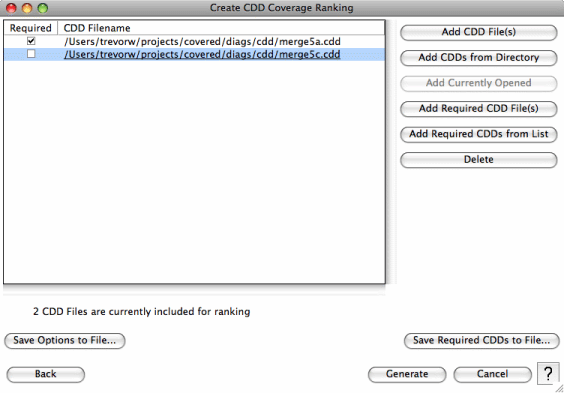 Create CDD Coverage Ranking
Required CDD Filename
/Users/trevorw/projects/covered/diags/cdd/merge5a.cdd
/Users/trevorw/projects/covered/diags/cdd/merge5c.cdd
Add CDD File(s)
Add CDDs from Directory
Add Currently Opened
Add Required CDD File(s)
Add Required CDDs from List
Delete
2 CDD Files are currently included for ranking
Save Options to File...
Save Required CDDs to File...
Back
Generate
Cancel
?